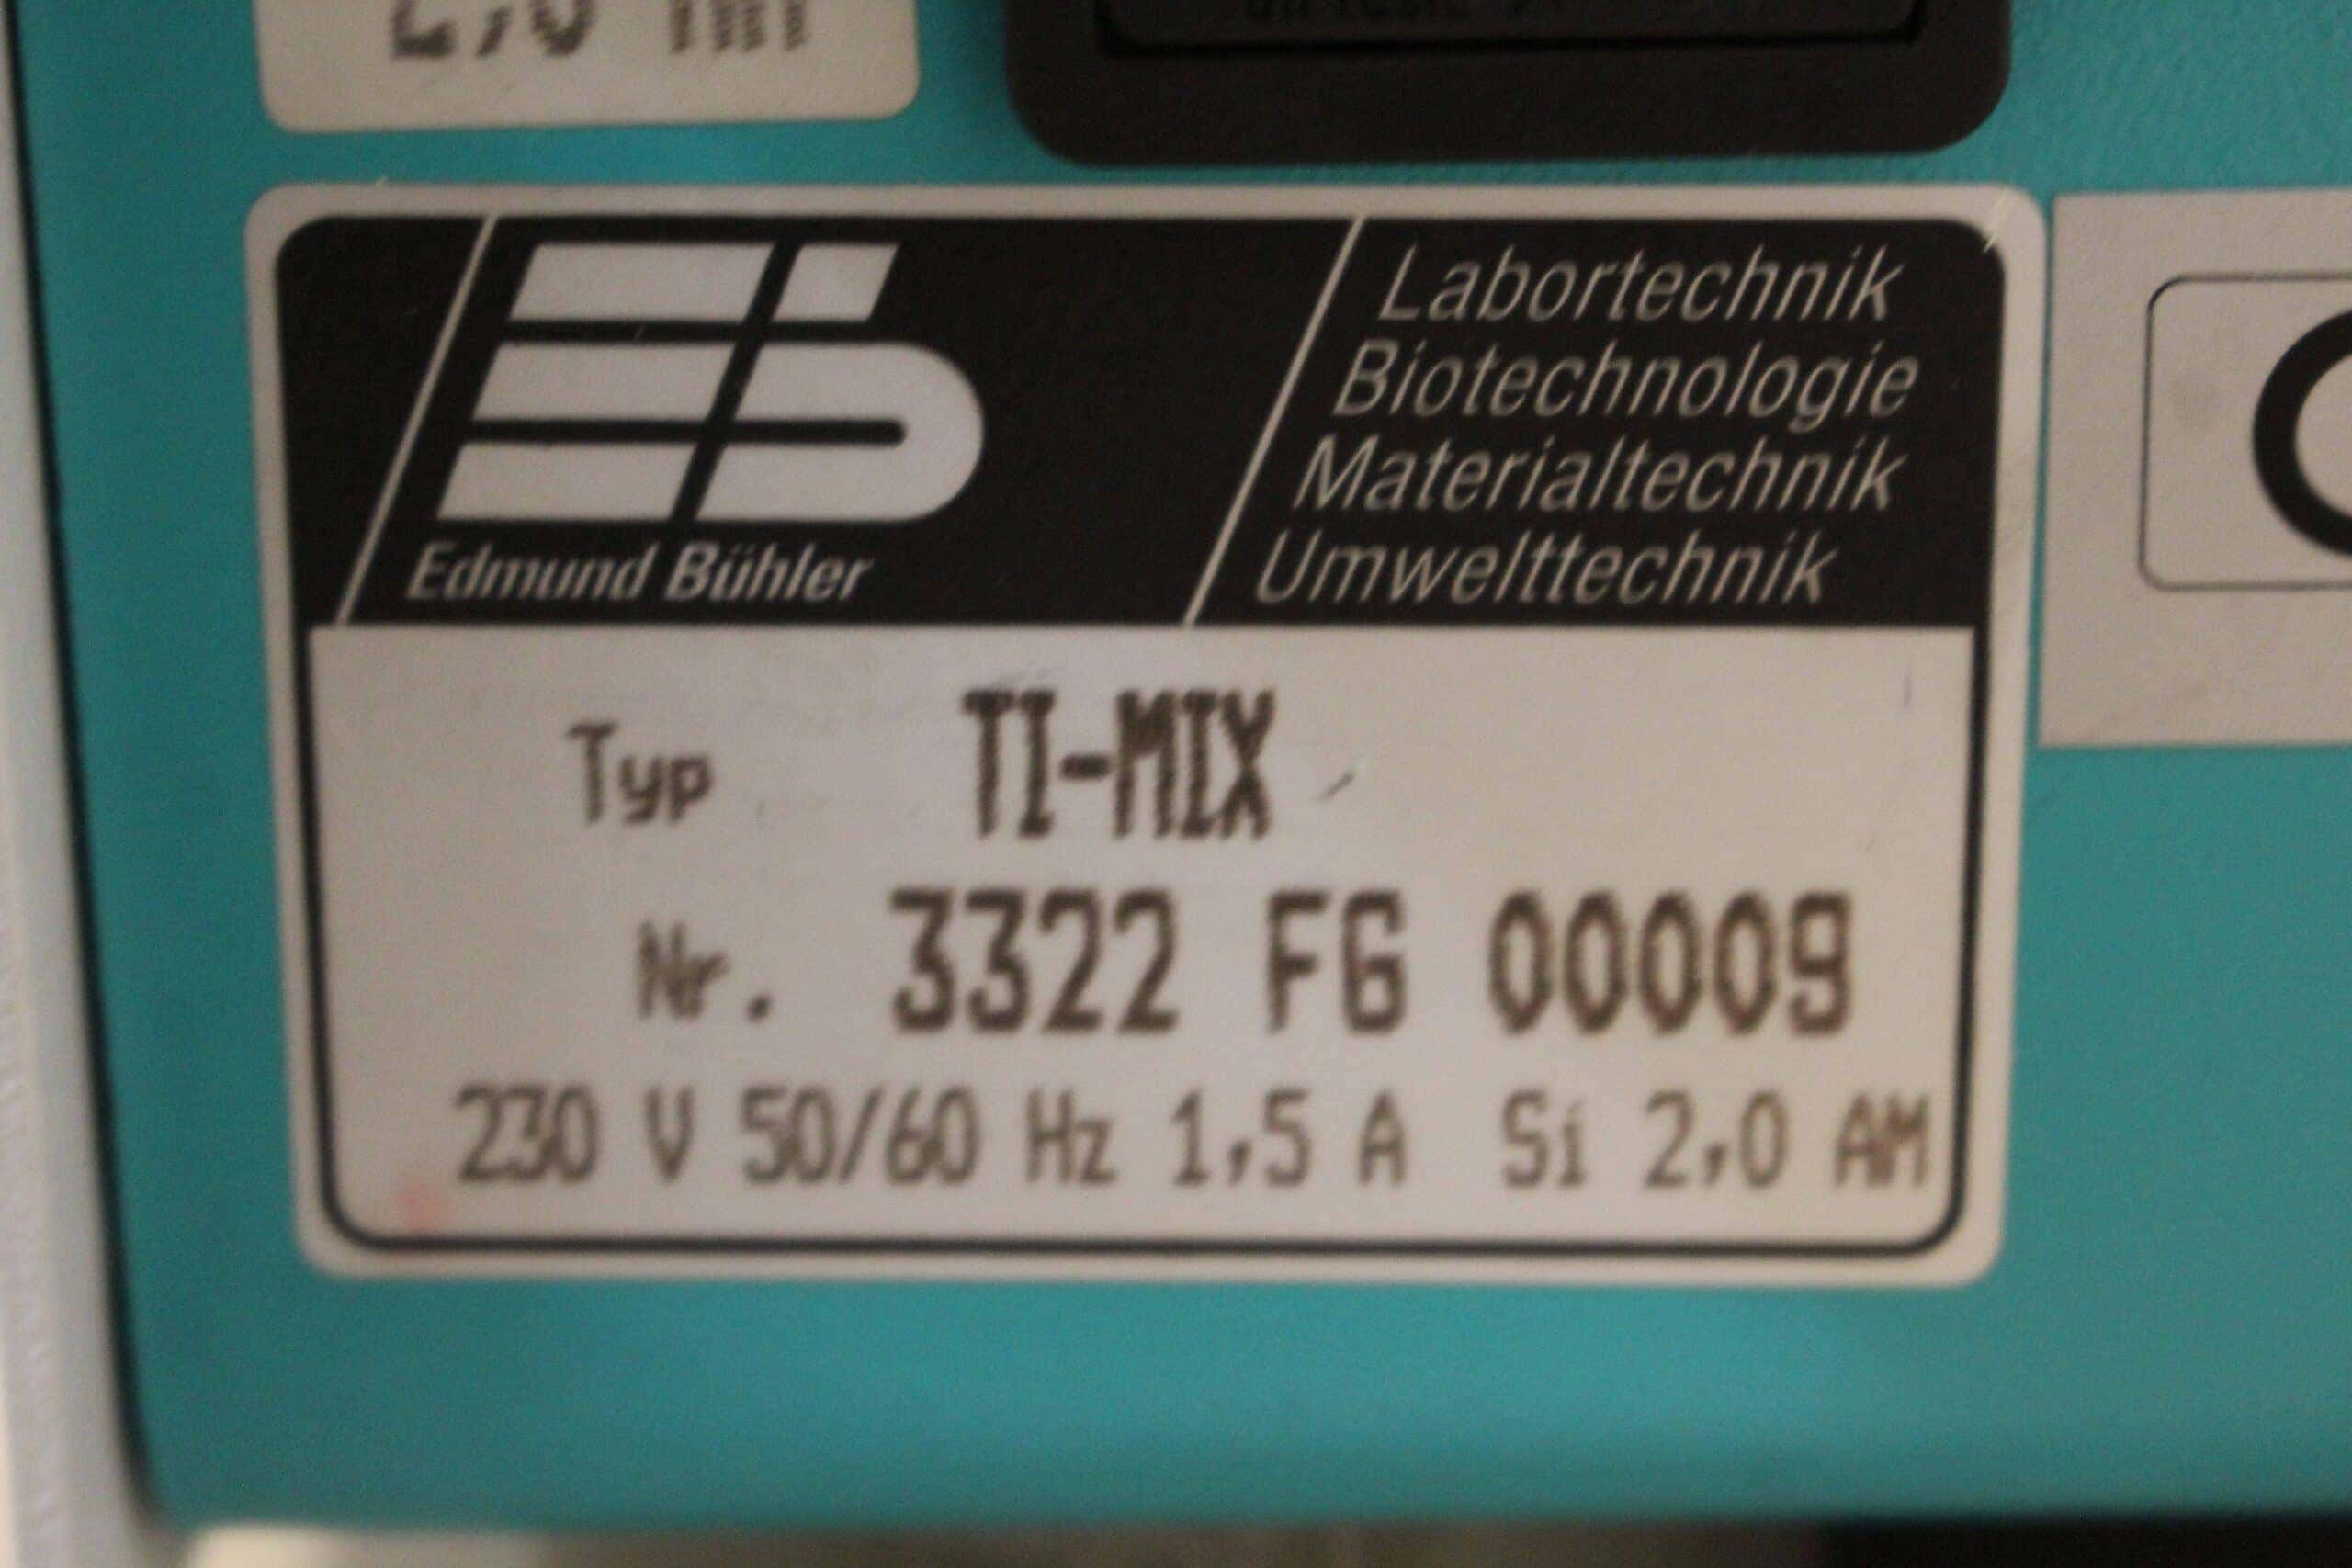 Edmund Bühler
Labortechnik
Biotechnologie
Materialtechnik
Umwelttechnik
Typ TI-MIX
Nr. 3322 FG 00009
230 V 50/60 Hz 1,5 A Si 2,0 AM